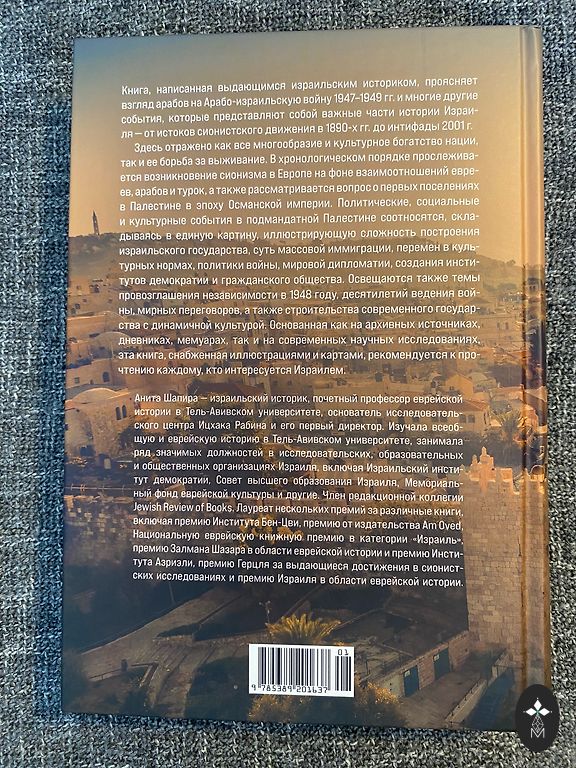 Книга, написанная выдающимся израильским историком, проясняет
взгляд арабов на Арабо-израильскую войну 1947–1949 гг. и многие другие
события, которые представляют собой важные части истории Израи-
ля — от истоков сионистского движения в 1890-х гг. до интифады 2001 г.
Здесь отражено как все многообразие и культурное богатство нации,
так и ее борьба за выживание. В хронологическом порядке прослежива-
ется возникновение сионизма в Европе на фоне взаимоотношений евре-
ев, арабов и турок, а также рассматривается вопрос о первых поселениях
в Палестине в эпоху Османской империи. Политические, социальные
и культурные события в подмандатной Палестине соотносятся, скла-
дываясь в единую картину, иллюстрирующую сложность построения
израильского государства, суть массовой иммиграции, перемен в куль-
турных нормах, политики войны, мировой дипломатии, создания инсти-
тутов демократии и гражданского общества. Освещаются также темы
провозглашения независимости в 1948 году, десятилетий ведения вой-
ны, мирных переговоров, а также строительства современного государ-
ства с динамичной культурой. Основанная как на архивных источниках,
дневниках, мемуарах, так и на современных научных исследованиях,
эта книга, снабженная иллюстрациями и картами, рекомендуется к про-
чтению каждому, кто интересуется Израилем.
Анита Шапира — израильский историк, почетный профессор еврейской
истории в Тель-Авивском университете, основатель исследователь-
ского центра Ицхака Рабина и его первый директор. Изучала всеоб-
щую и еврейскую историю в Тель-Авивском университете, занимала
ряд значимых должностей в исследовательских, образовательных
и общественных организациях Израиля, включая Израильский инсти-
тут демократии, Совет высшего образования Израиля, Мемориаль-
ный фонд еврейской культуры и другие. Член редакционной коллегии
Jewish Review of Books. Лауреат нескольких премий за различные книги,
включая премию Института Бен-Цви, премию от издательства Am Oved,
Национальную еврейскую книжную премию в категории «Израиль»,
премию Залмана Шазара в области еврейской истории и премию Инсти-
тута Азриэли, премию Герцля за выдающиеся достижения в сионист-
ских исследованиях и премию Израиля в области еврейской истории.
01
9 785389 201637
M